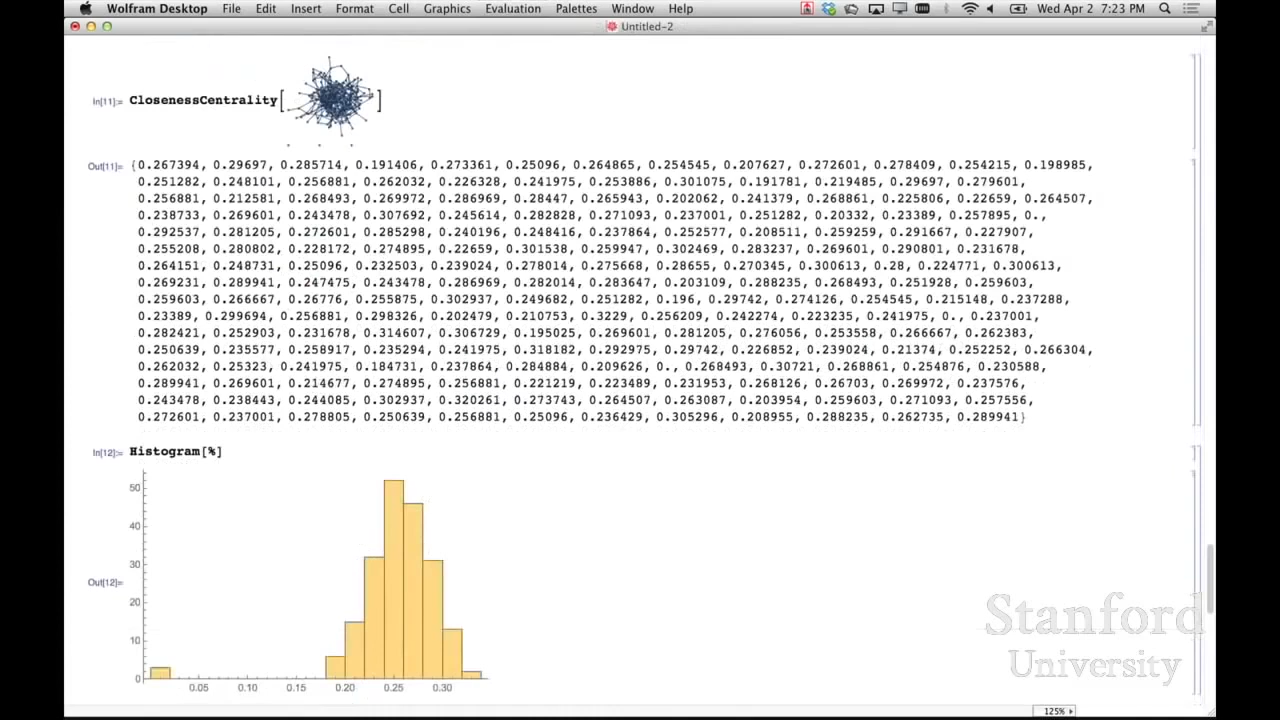 Wolfram Desktop File Edit Insert Format Cell Graphics Evaluation Palettes Window Help Wed Apr 2 7:23 PM
Untitled-2
In[11]:= ClosenessCentrality[ ]
Out[11]= {0.267394, 0.29697, 0.285714, 0.191406, 0.273361, 0.25096, 0.264865, 0.254545, 0.207627, 0.272601, 0.278409, 0.254215, 0.198985,
0.251282, 0.248101, 0.256881, 0.262032, 0.226328, 0.241975, 0.253886, 0.301075, 0.191781, 0.219485, 0.29697, 0.279601,
0.256881, 0.212581, 0.268493, 0.269972, 0.286969, 0.28447, 0.265943, 0.202062, 0.241379, 0.268861, 0.225806, 0.22659, 0.264507,
0.238733, 0.269601, 0.243478, 0.307692, 0.245614, 0.282828, 0.271093, 0.237001, 0.251282, 0.20332, 0.23389, 0.257895, 0.,
0.292537, 0.281205, 0.272601, 0.285298, 0.240196, 0.248416, 0.237864, 0.252577, 0.208511, 0.259259, 0.291667, 0.227907,
0.255208, 0.280802, 0.228172, 0.274895, 0.22659, 0.301538, 0.259947, 0.302469, 0.283237, 0.269601, 0.290801, 0.231678,
0.264151, 0.248731, 0.25096, 0.232503, 0.239024, 0.278014, 0.275668, 0.28655, 0.270345, 0.300613, 0.28, 0.224771, 0.300613,
0.269231, 0.289941, 0.247475, 0.243478, 0.286969, 0.282014, 0.283647, 0.203109, 0.288235, 0.268493, 0.251928, 0.259603,
0.259603, 0.266667, 0.26776, 0.255875, 0.302937, 0.249682, 0.251282, 0.196, 0.29742, 0.274126, 0.254545, 0.215148, 0.237288,
0.23389, 0.299694, 0.256881, 0.298326, 0.202479, 0.210753, 0.3229, 0.256209, 0.242274, 0.223235, 0.241975, 0., 0.237001,
0.282421, 0.252903, 0.231678, 0.314607, 0.306729, 0.195025, 0.269601, 0.281205, 0.276056, 0.253558, 0.266667, 0.262383,
0.250639, 0.235577, 0.258917, 0.235294, 0.241975, 0.318182, 0.292975, 0.29742, 0.226852, 0.239024, 0.21374, 0.252252, 0.266304,
0.262032, 0.25323, 0.241975, 0.184731, 0.237864, 0.284884, 0.209626, 0., 0.268493, 0.30721, 0.268861, 0.254876, 0.230588,
0.289941, 0.269601, 0.214677, 0.274895, 0.256881, 0.221219, 0.223489, 0.231953, 0.268126, 0.26703, 0.269972, 0.237576,
0.243478, 0.238443, 0.244085, 0.302937, 0.320261, 0.273743, 0.264507, 0.263087, 0.203954, 0.259603, 0.271093, 0.257556,
0.272601, 0.237001, 0.278805, 0.250639, 0.256881, 0.25096, 0.236429, 0.305296, 0.208955, 0.288235, 0.262735, 0.289941}
In[12]:= Histogram[%]
50
40
30
Out[12]=
20
10
0
0.05 0.10 0.15 0.20 0.25 0.30
Stanford
University
125%